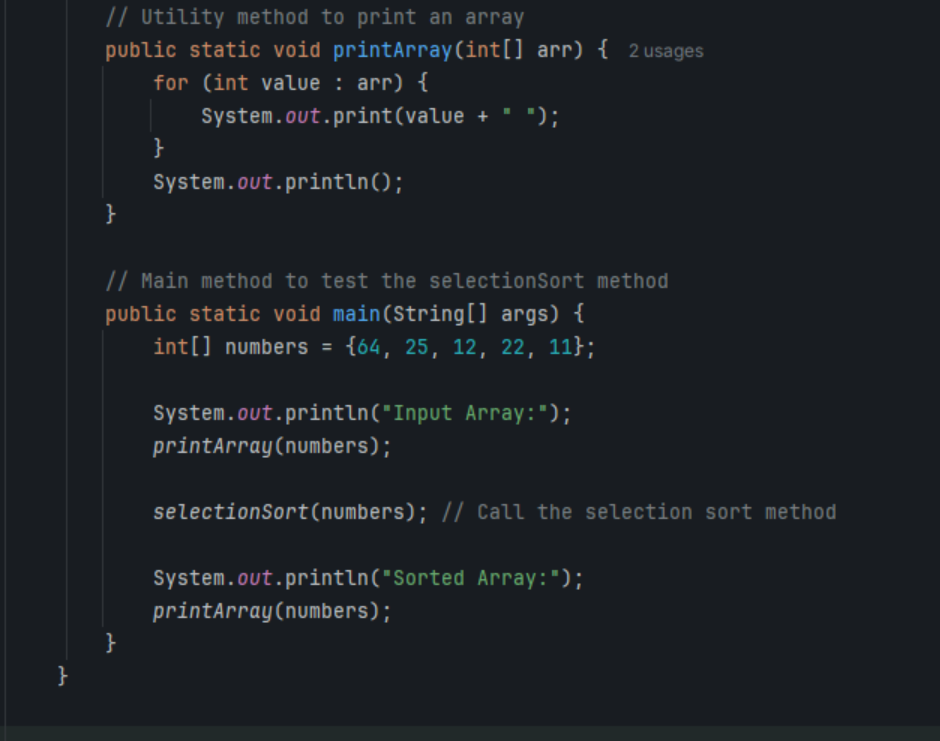 // Utility method to print an array
public static void printArray(int[] arr) {  2 usages
for (int value : arr) {
System.out.print(value + " ");
}
System.out.println();
}
// Main method to test the selectionSort method
public static void main(String[] args) {
int[] numbers = {64, 25, 12, 22, 11};
System.out.println("Input Array:");
printArray(numbers);
selectionSort(numbers); // Call the selection sort method
System.out.println("Sorted Array:");
printArray(numbers);
}
}